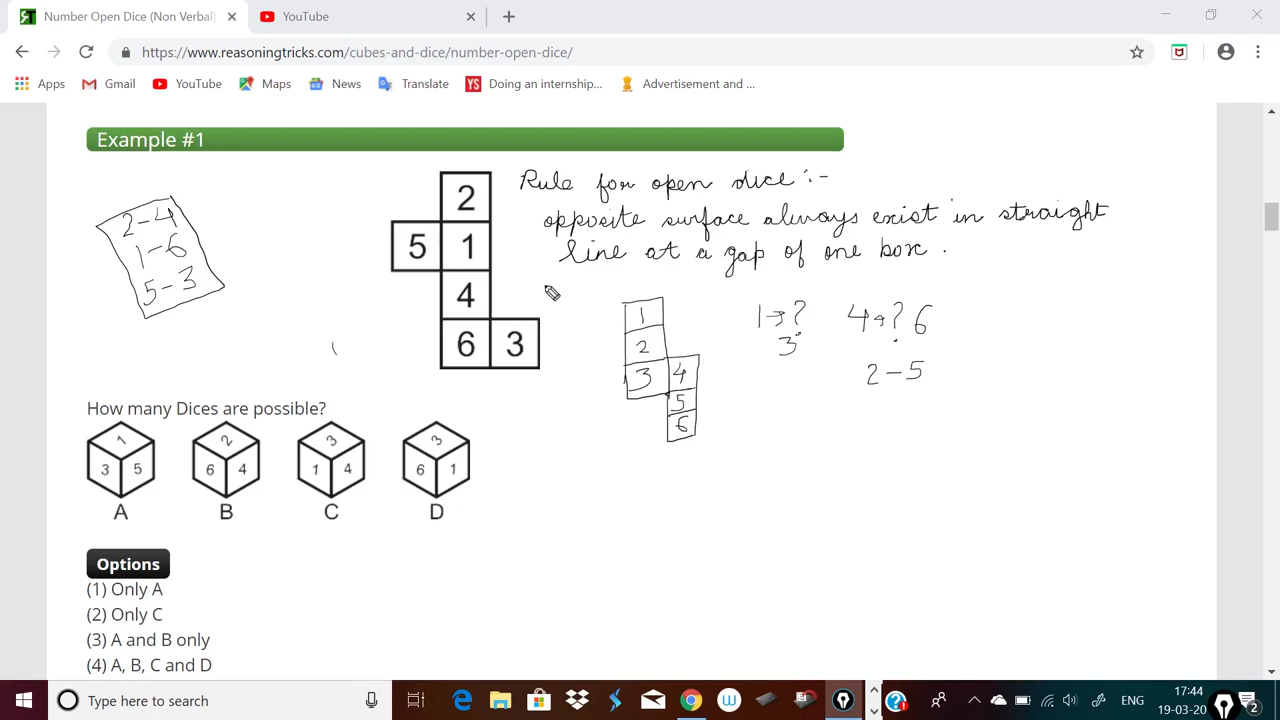 Number Open Dice (Non Verbal)
YouTube
https://www.reasoningtricks.com/cubes-and-dice/number-open-dice/
Apps Gmail YouTube Maps News Translate YS Doing an internship... Advertisement and ...
Example #1
Rule for open dice :-
opposite surface always exist in straight
line at a gap of one box .
2-4
1-6
5-3
2
5 1
4
6 3
1
2
3 4
5
6
1→? 4→? 6
3
2-5
How many Dices are possible?
1 2 3 3
3 5 6 4 1 4 6 1
A B C D
Options
(1) Only A
(2) Only C
(3) A and B only
(4) A, B, C and D
Type here to search
ENG
17:44
19-03-20
2